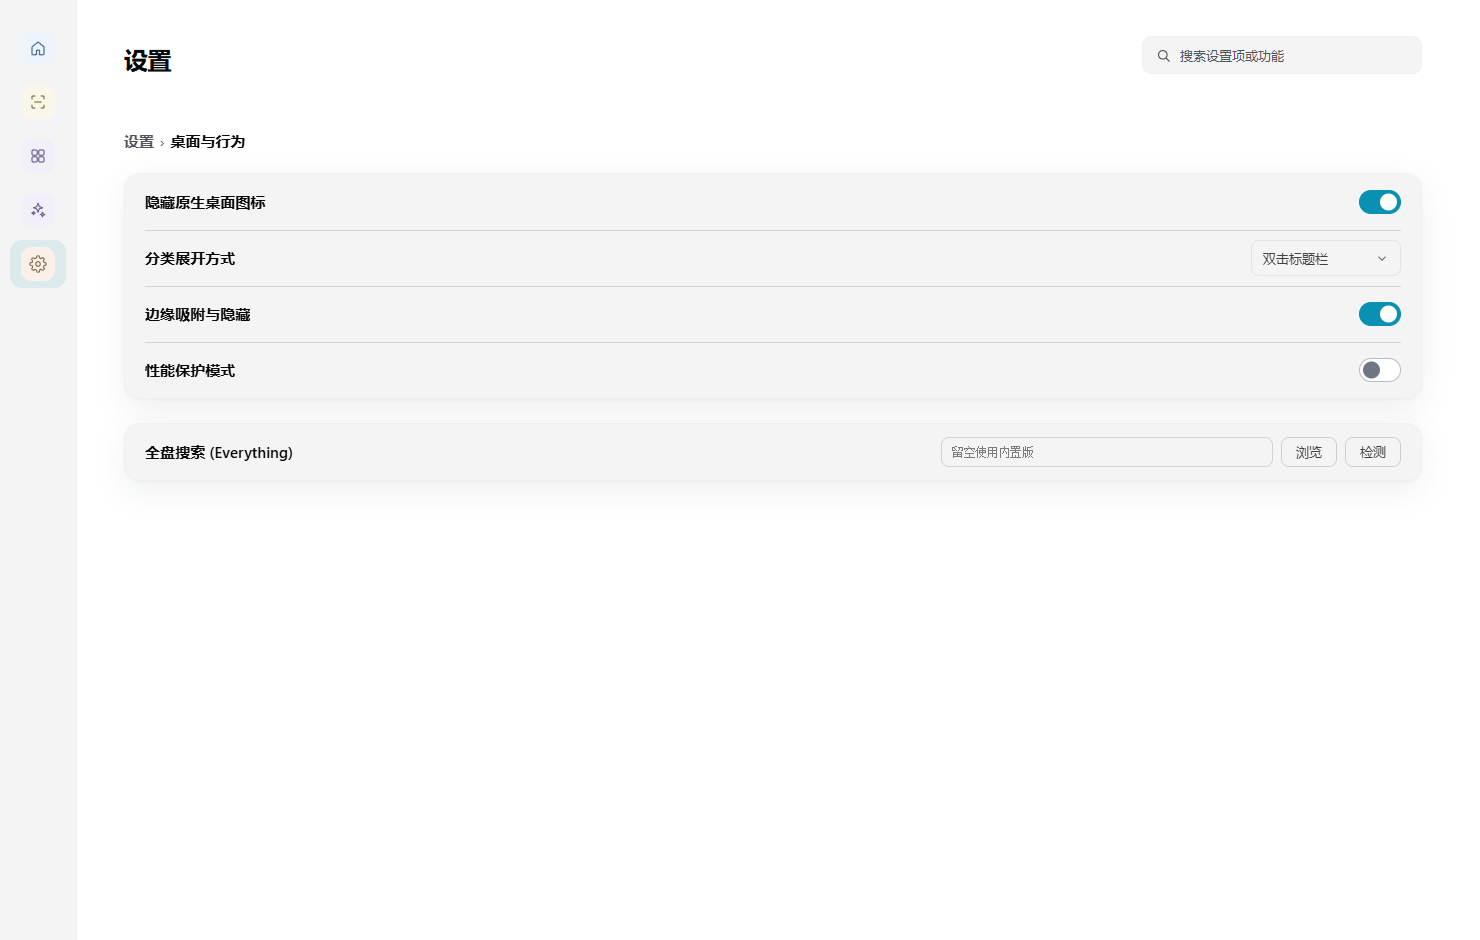 设置
搜索设置项或功能
设置 › 桌面与行为
隐藏原生桌面图标
分类展开方式
双击标题栏
边缘吸附与隐藏
性能保护模式
全盘搜索 (Everything)
留空使用内置版
浏览
检测